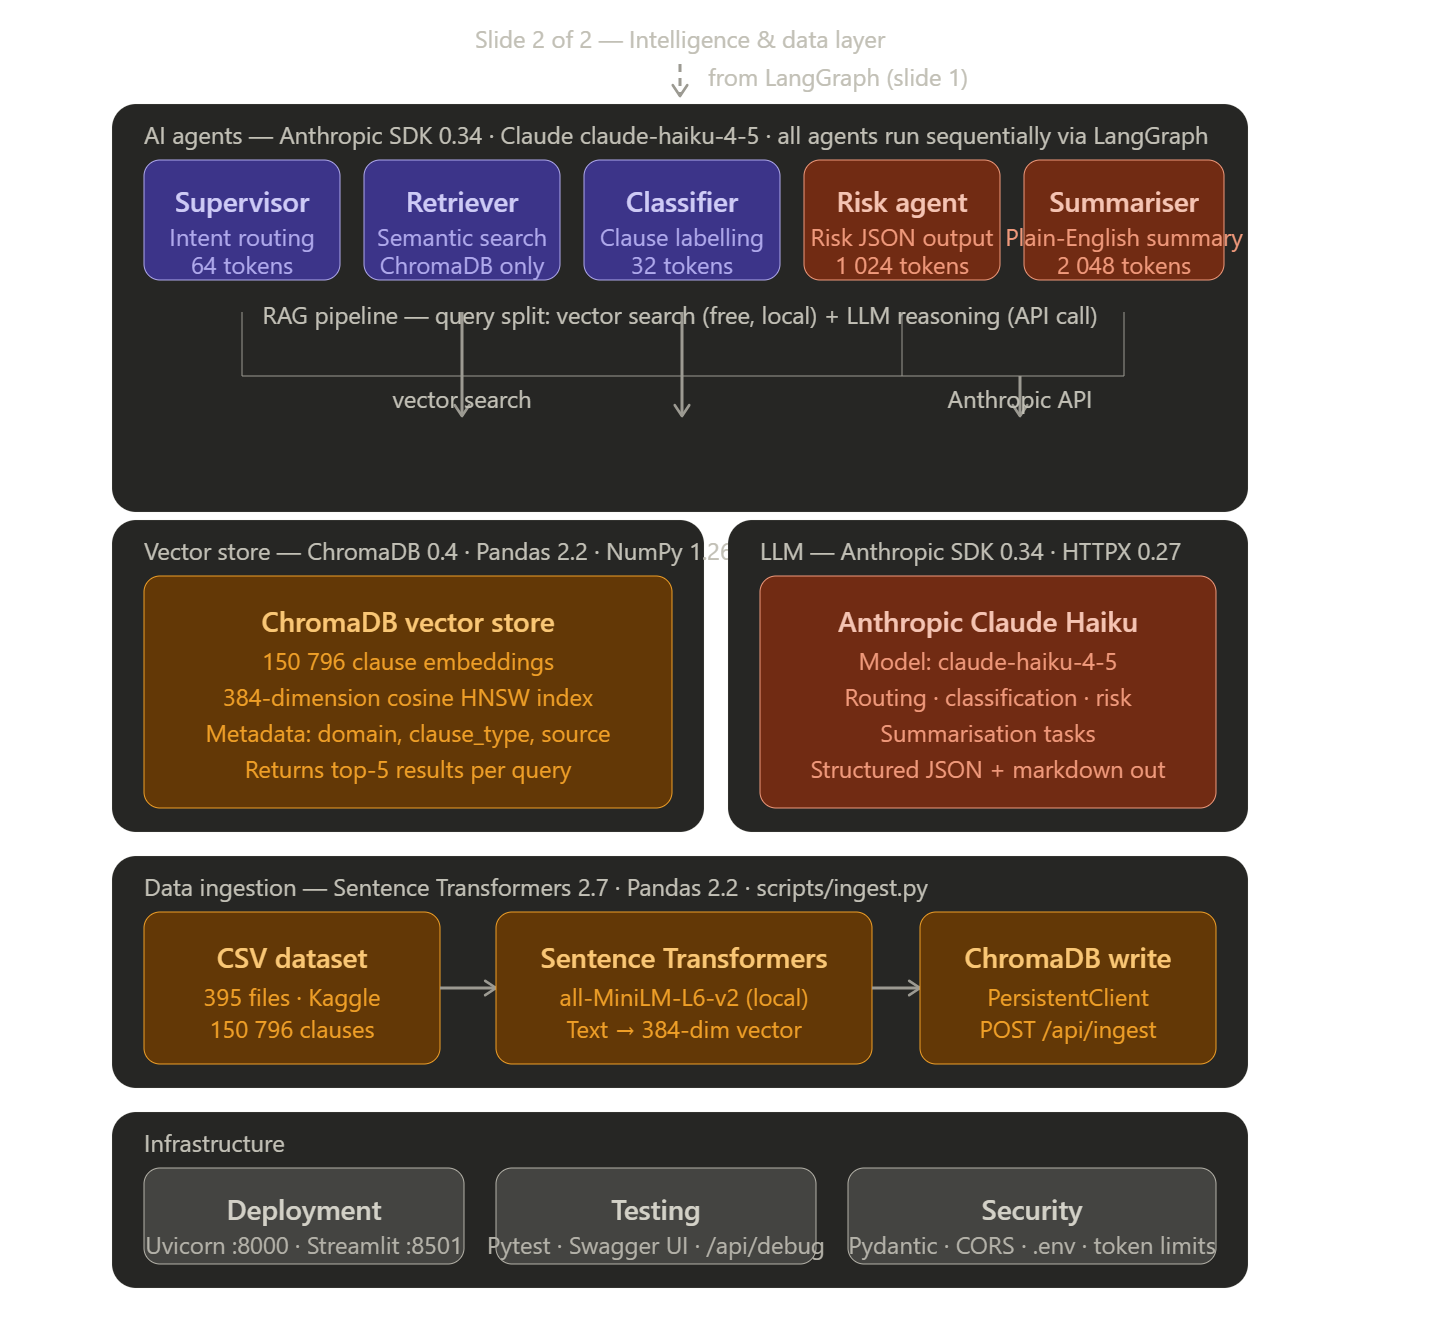 Slide 2 of 2 — Intelligence & data layer
from LangGraph (slide 1)
AI agents — Anthropic SDK 0.34 · Claude claude-haiku-4-5 · all agents run sequentially via LangGraph
Supervisor
Intent routing
64 tokens
Retriever
Semantic search
ChromaDB only
Classifier
Clause labelling
32 tokens
Risk agent
Risk JSON output
1 024 tokens
Summariser
Plain-English summary
2 048 tokens
RAG pipeline — query split: vector search (free, local) + LLM reasoning (API call)
vector search
Anthropic API
Vector store — ChromaDB 0.4 · Pandas 2.2 · NumPy 1.26
ChromaDB vector store
150 796 clause embeddings
384-dimension cosine HNSW index
Metadata: domain, clause_type, source
Returns top-5 results per query
LLM — Anthropic SDK 0.34 · HTTPX 0.27
Anthropic Claude Haiku
Model: claude-haiku-4-5
Routing · classification · risk
Summarisation tasks
Structured JSON + markdown out
Data ingestion — Sentence Transformers 2.7 · Pandas 2.2 · scripts/ingest.py
CSV dataset
395 files · Kaggle
150 796 clauses
Sentence Transformers
all-MiniLM-L6-v2 (local)
Text → 384-dim vector
ChromaDB write
PersistentClient
POST /api/ingest
Infrastructure
Deployment
Uvicorn :8000 · Streamlit :8501
Testing
Pytest · Swagger UI · /api/debug
Security
Pydantic · CORS · .env · token limits